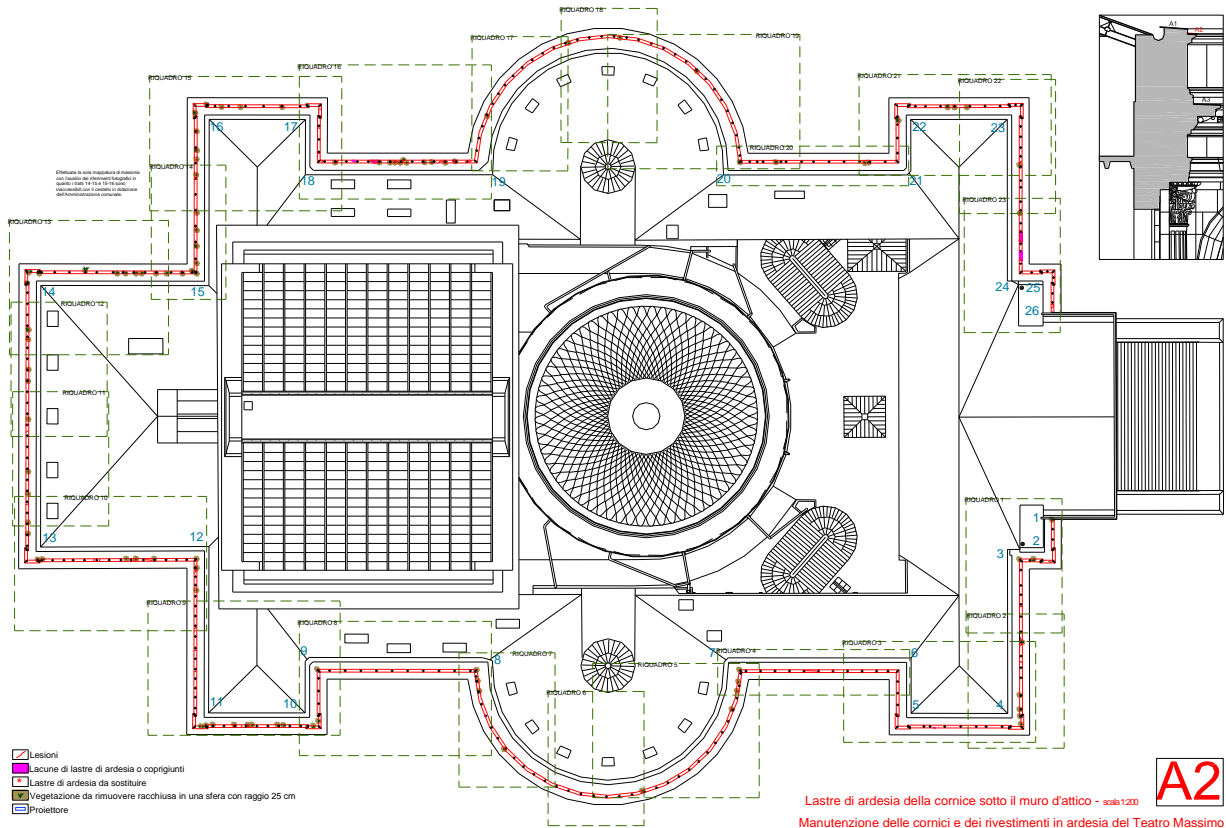 RIQUADRO 18
RIQUADRO 17
RIQUADRO 19
A1
A2
RIQUADRO 16
RIQUADRO 15
RIQUADRO 21
RIQUADRO 22
A3
16
17
22
23
RIQUADRO 20
RIQUADRO 14
Effettuata la sola mappatura di massima
con l'ausilio dei riferimenti fotografici in
quanto i tratti 14-15 e 15-16 sono
inaccessibili con il cestello in dotazione
dell'Amministrazione comunale.
18
19
20
21
RIQUADRO 23
RIQUADRO 13
14
15
24
25
26
RIQUADRO 12
RIQUADRO 11
RIQUADRO 10
RIQUADRO 1
1
2
3
13
12
RIQUADRO 9
RIQUADRO 2
RIQUADRO 8
RIQUADRO 3
RIQUADRO 7
RIQUADRO 4
RIQUADRO 5
9
8
7
6
RIQUADRO 6
11
10
5
4
Lesioni
Lacune di lastre di ardesia o coprigiunti
Lastre di ardesia da sostituire
Vegetazione da rimuovere racchiusa in una sfera con raggio 25 cm
Proiettore
A2
Lastre di ardesia della cornice sotto il muro d'attico - scala 1:200
Manutenzione delle cornici e dei rivestimenti in ardesia del Teatro Massimo